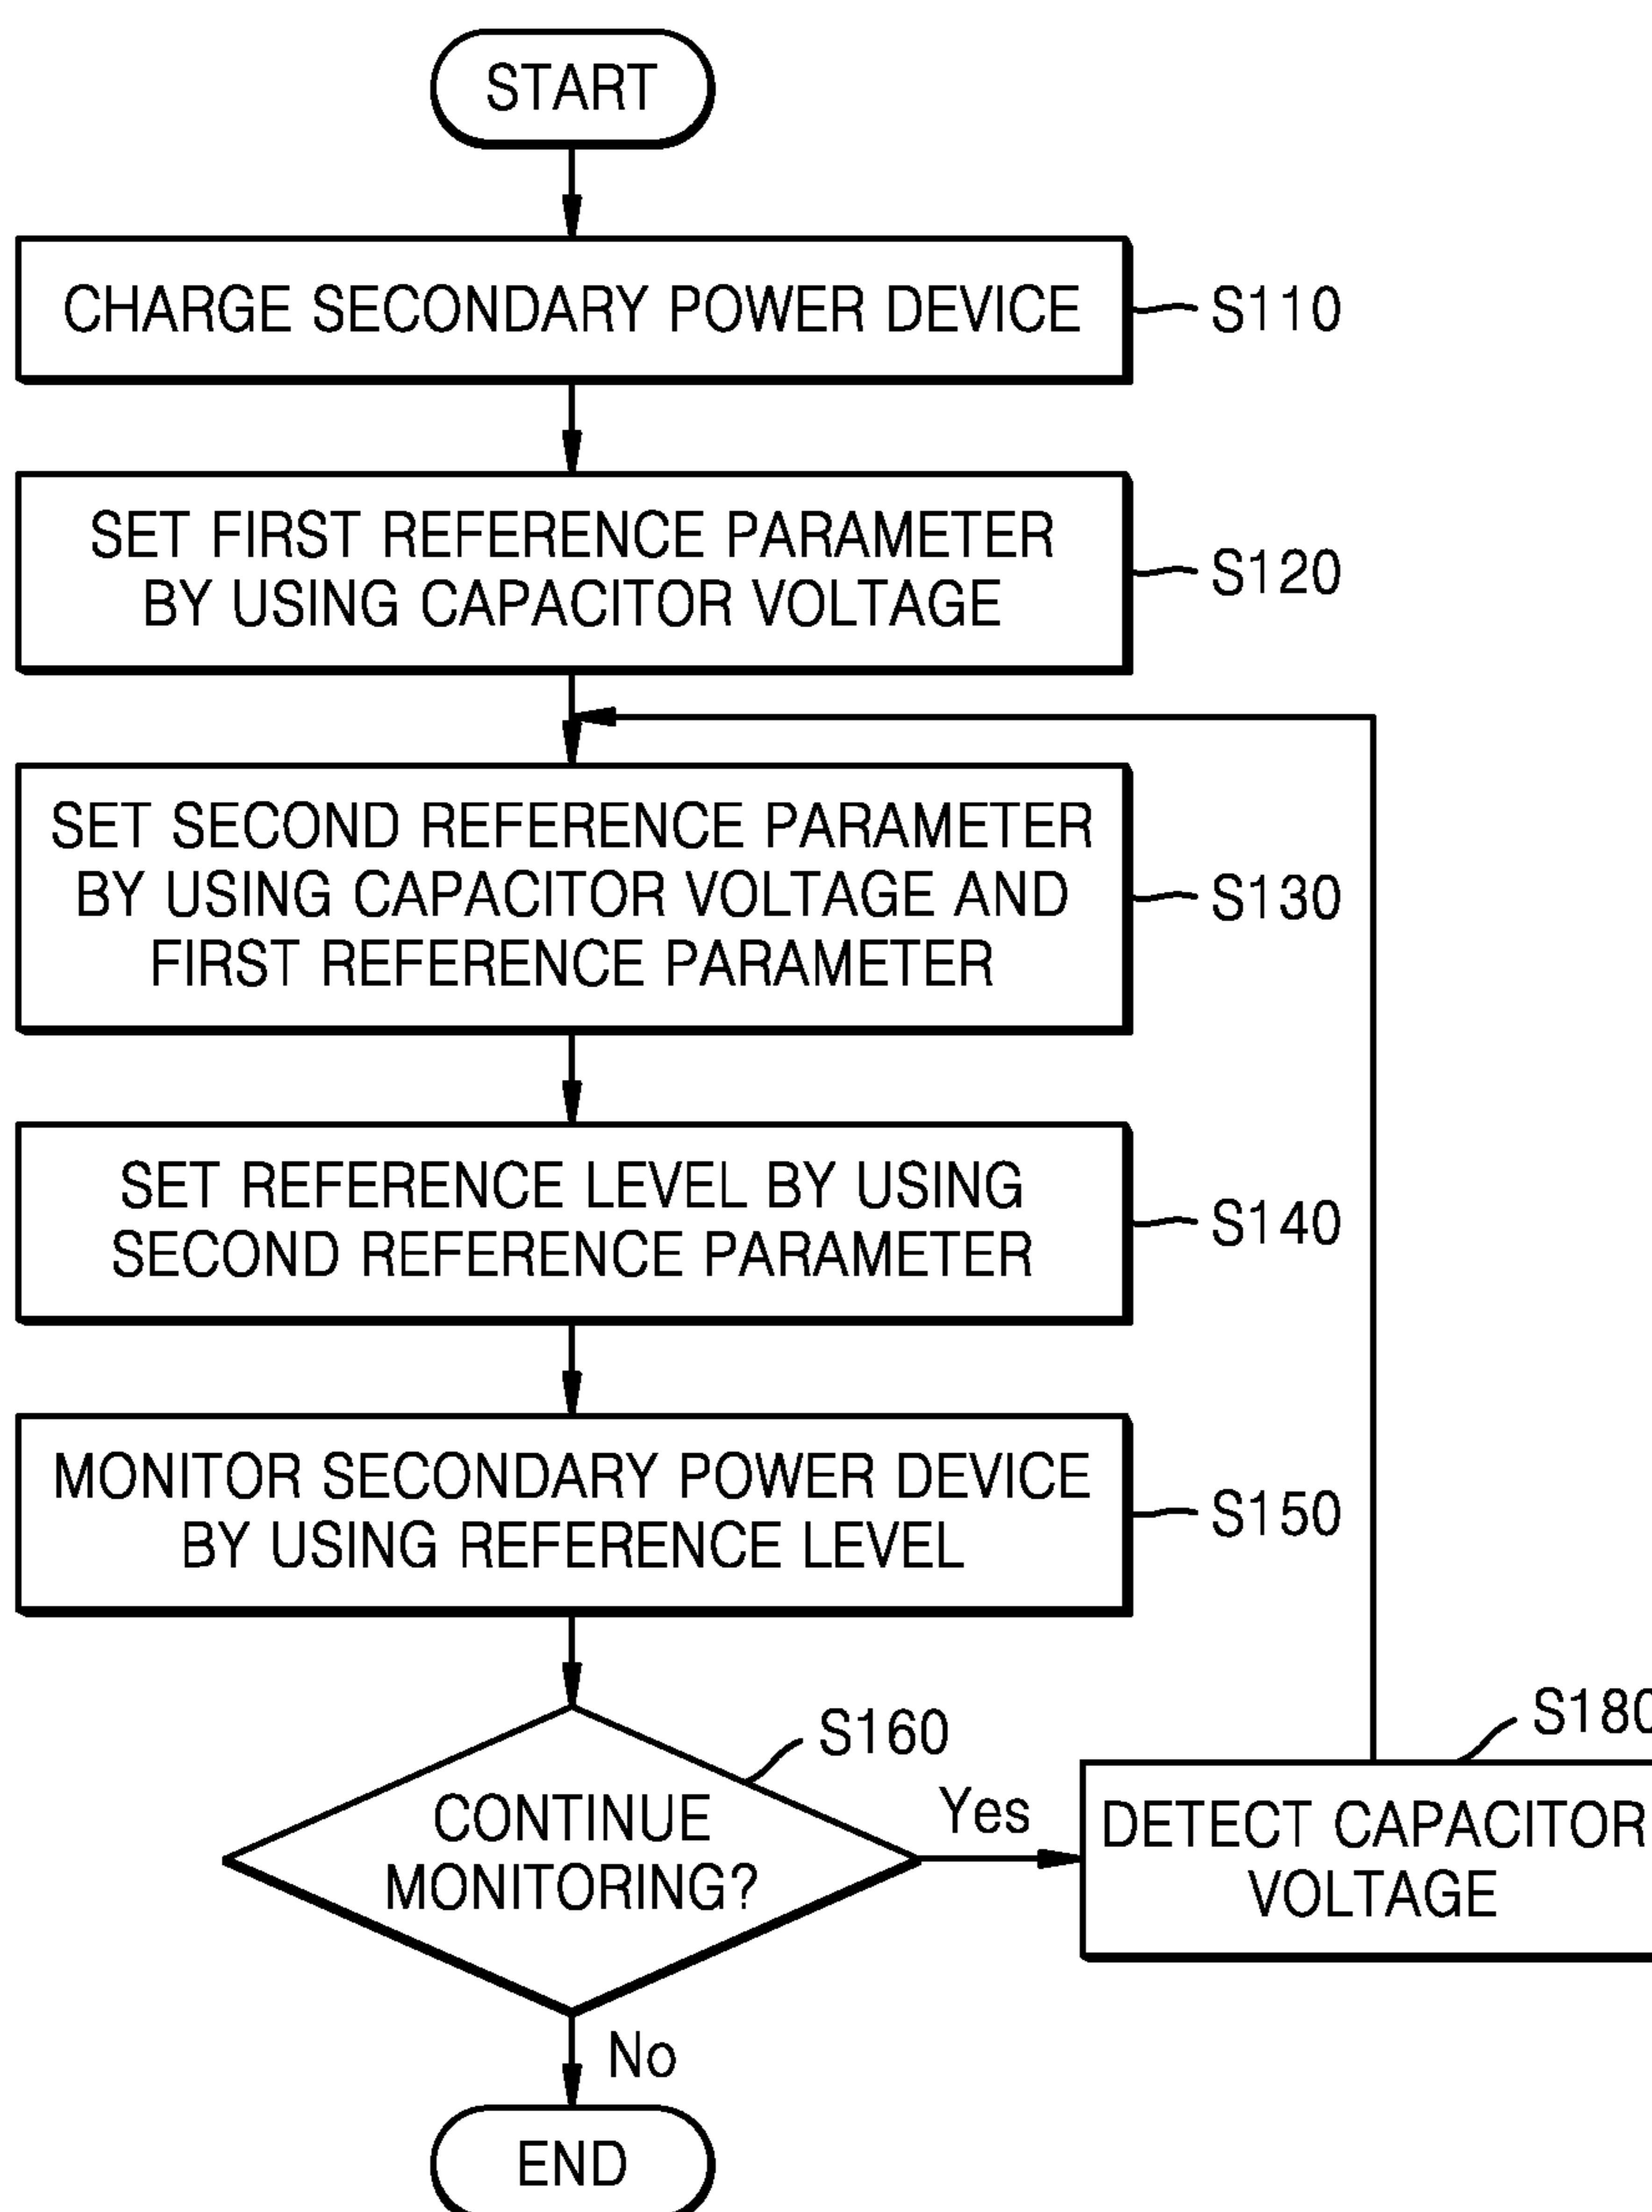 START
CHARGE SECONDARY POWER DEVICE
S110
SET FIRST REFERENCE PARAMETER
BY USING CAPACITOR VOLTAGE
S120
SET SECOND REFERENCE PARAMETER
BY USING CAPACITOR VOLTAGE AND
FIRST REFERENCE PARAMETER
S130
SET REFERENCE LEVEL BY USING
SECOND REFERENCE PARAMETER
S140
MONITOR SECONDARY POWER DEVICE
BY USING REFERENCE LEVEL
S150
CONTINUE
MONITORING?
S160
Yes
S180
DETECT CAPACITOR
VOLTAGE
No
END